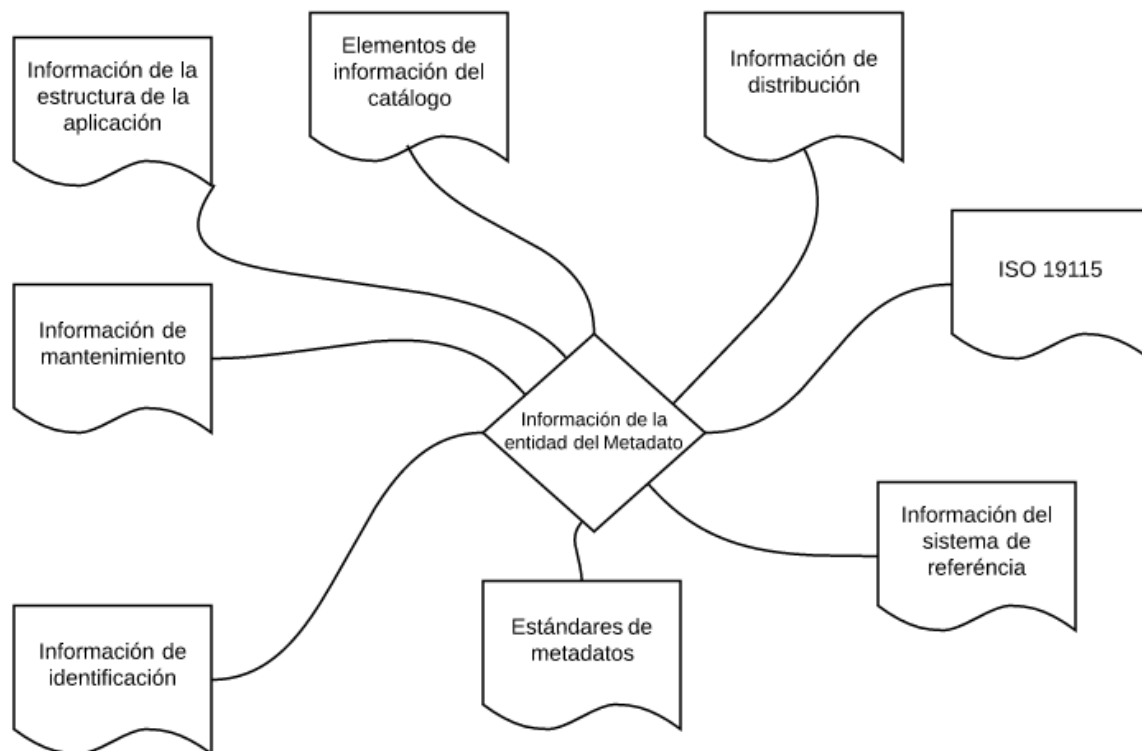 Información de la
estructura de la
aplicación
Elementos de
información del
catálogo
Información de
distribución
ISO 19115
Información de
mantenimiento
Información de la
entidad del Metadato
Información del
sistema de
referéncia
Estándares de
metadatos
Información de
identificación